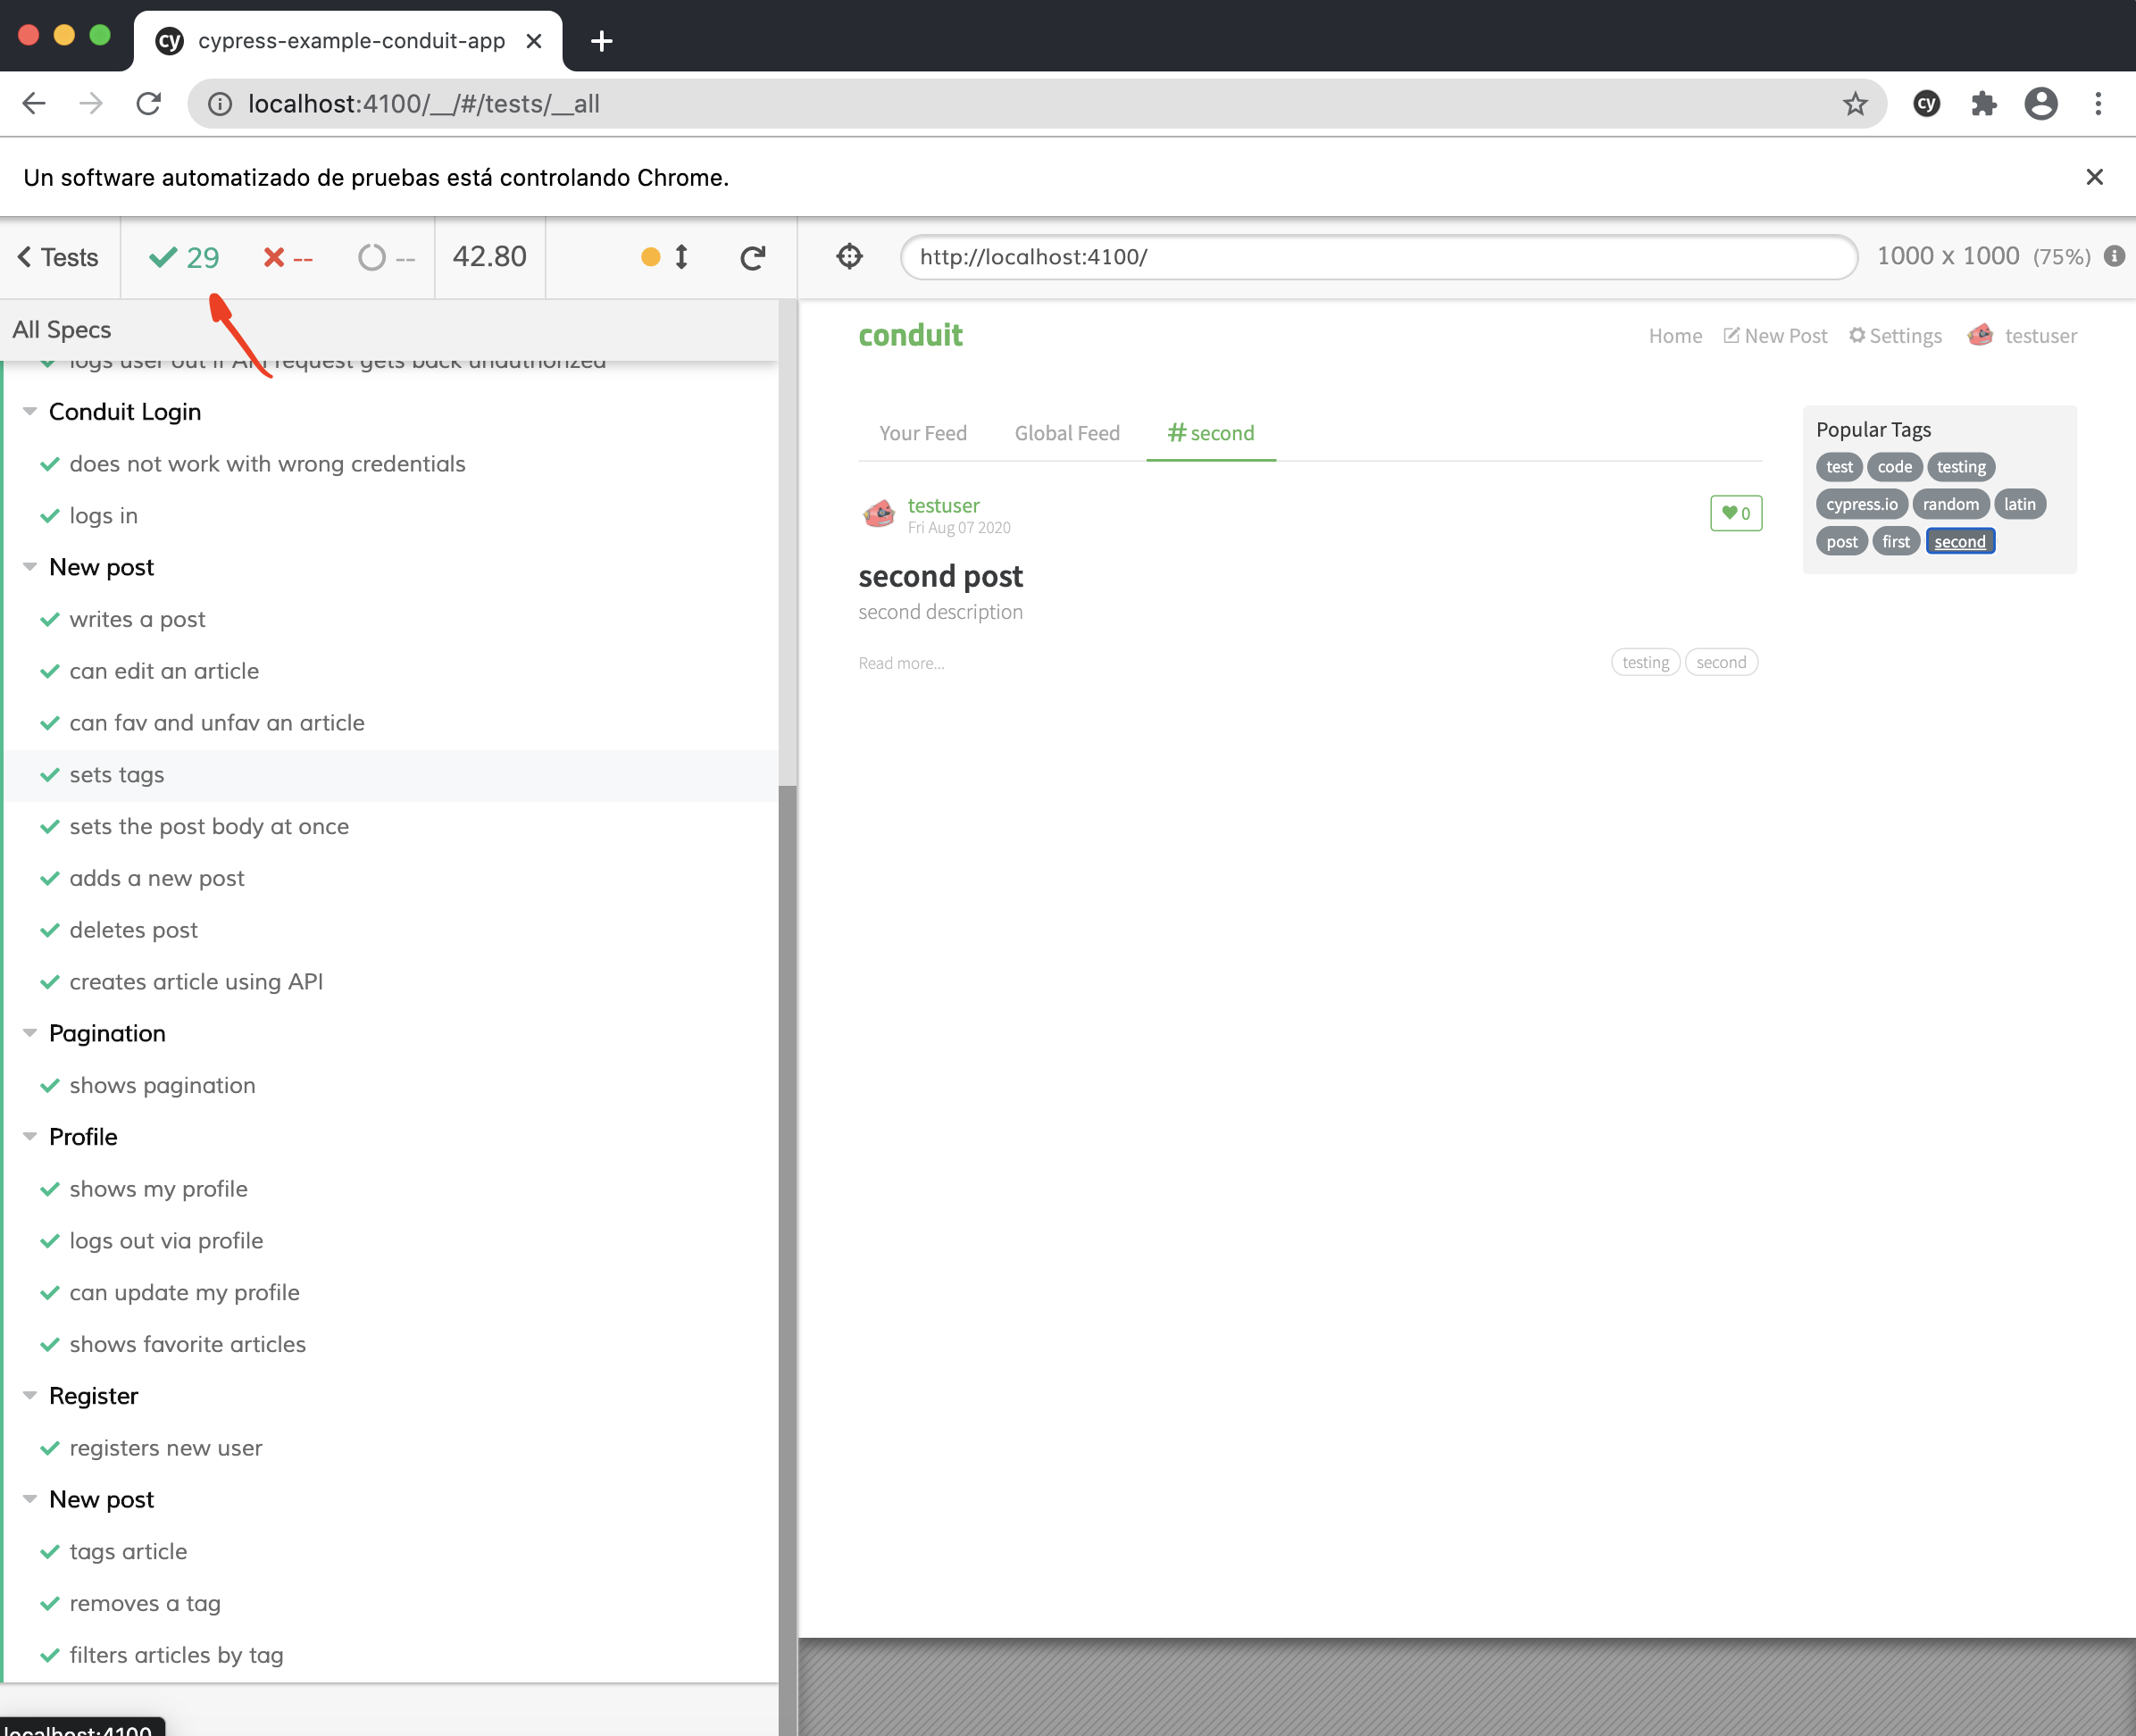 cypress-example-conduit-app
localhost:4100/__/#/tests/__all
Un software automatizado de pruebas está controlando Chrome.
Tests 29 -- -- 42.80
http://localhost:4100/ 1000 x 1000 (75%)
All Specs
logs user out if API request gets back unauthorized
Conduit Login
does not work with wrong credentials
logs in
New post
writes a post
can edit an article
can fav and unfav an article
sets tags
sets the post body at once
adds a new post
deletes post
creates article using API
Pagination
shows pagination
Profile
shows my profile
logs out via profile
can update my profile
shows favorite articles
Register
registers new user
New post
tags article
removes a tag
filters articles by tag
localhost:4100
conduit
Home New Post Settings testuser
Your Feed Global Feed # second
testuser
Fri Aug 07 2020
0
second post
second description
Read more...
testing second
Popular Tags
test code testing
cypress.io random latin
post first second